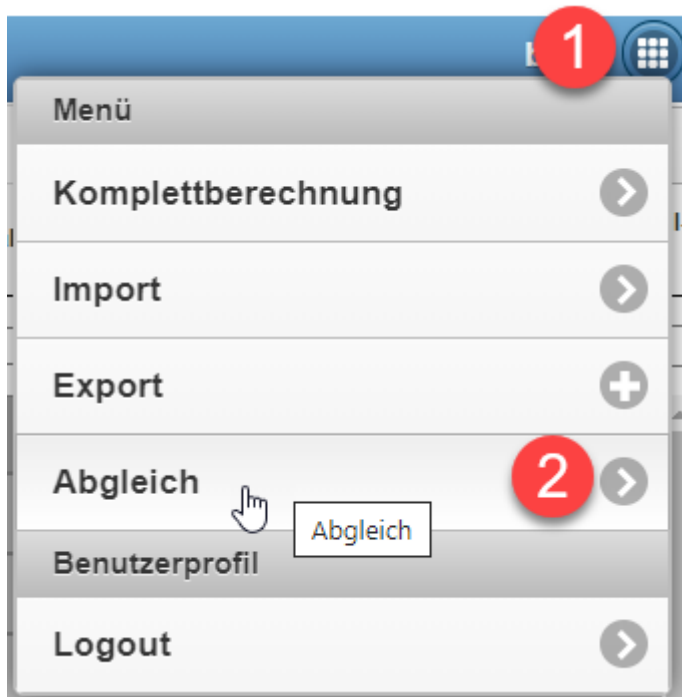 1
Menü
Komplettberechnung
Import
Export
Abgleich
2
Abgleich
Benutzerprofil
Logout